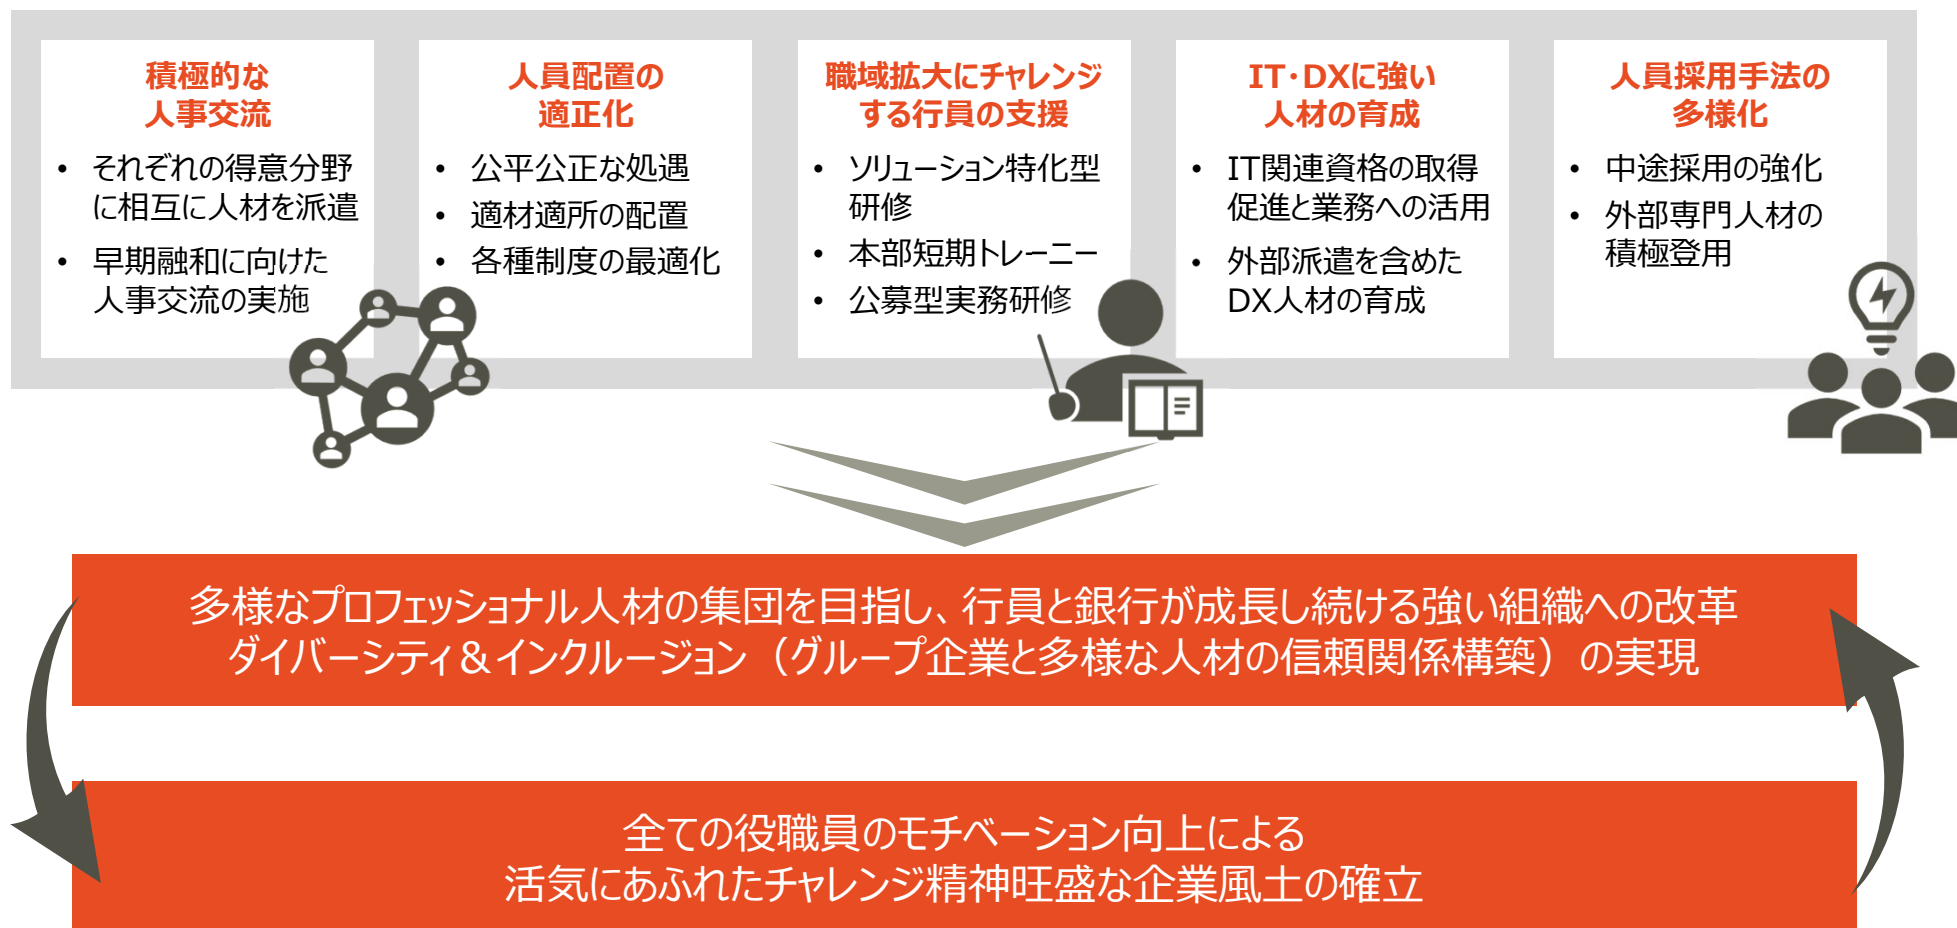 積極的な
人事交流
• それぞれの得意分野
に相互に人材を派遣
• 早期融和に向けた
人事交流の実施
人員配置の
適正化
• 公平公正な処遇
• 適材適所の配置
• 各種制度の最適化
職域拡大にチャレンジ
する行員の支援
• ソリューション特化型
研修
• 本部短期トレーニー
• 公募型実務研修
IT・DXに強い
人材の育成
• IT関連資格の取得
促進と業務への活用
• 外部派遣を含めた
DX人材の育成
人員採用手法の
多様化
• 中途採用の強化
• 外部専門人材の
積極登用
多様なプロフェッショナル人材の集団を目指し、行員と銀行が成長し続ける強い組織への改革
ダイバーシティ＆インクルージョン（グループ企業と多様な人材の信頼関係構築）の実現
全ての役職員のモチベーション向上による
活気にあふれたチャレンジ精神旺盛な企業風土の確立